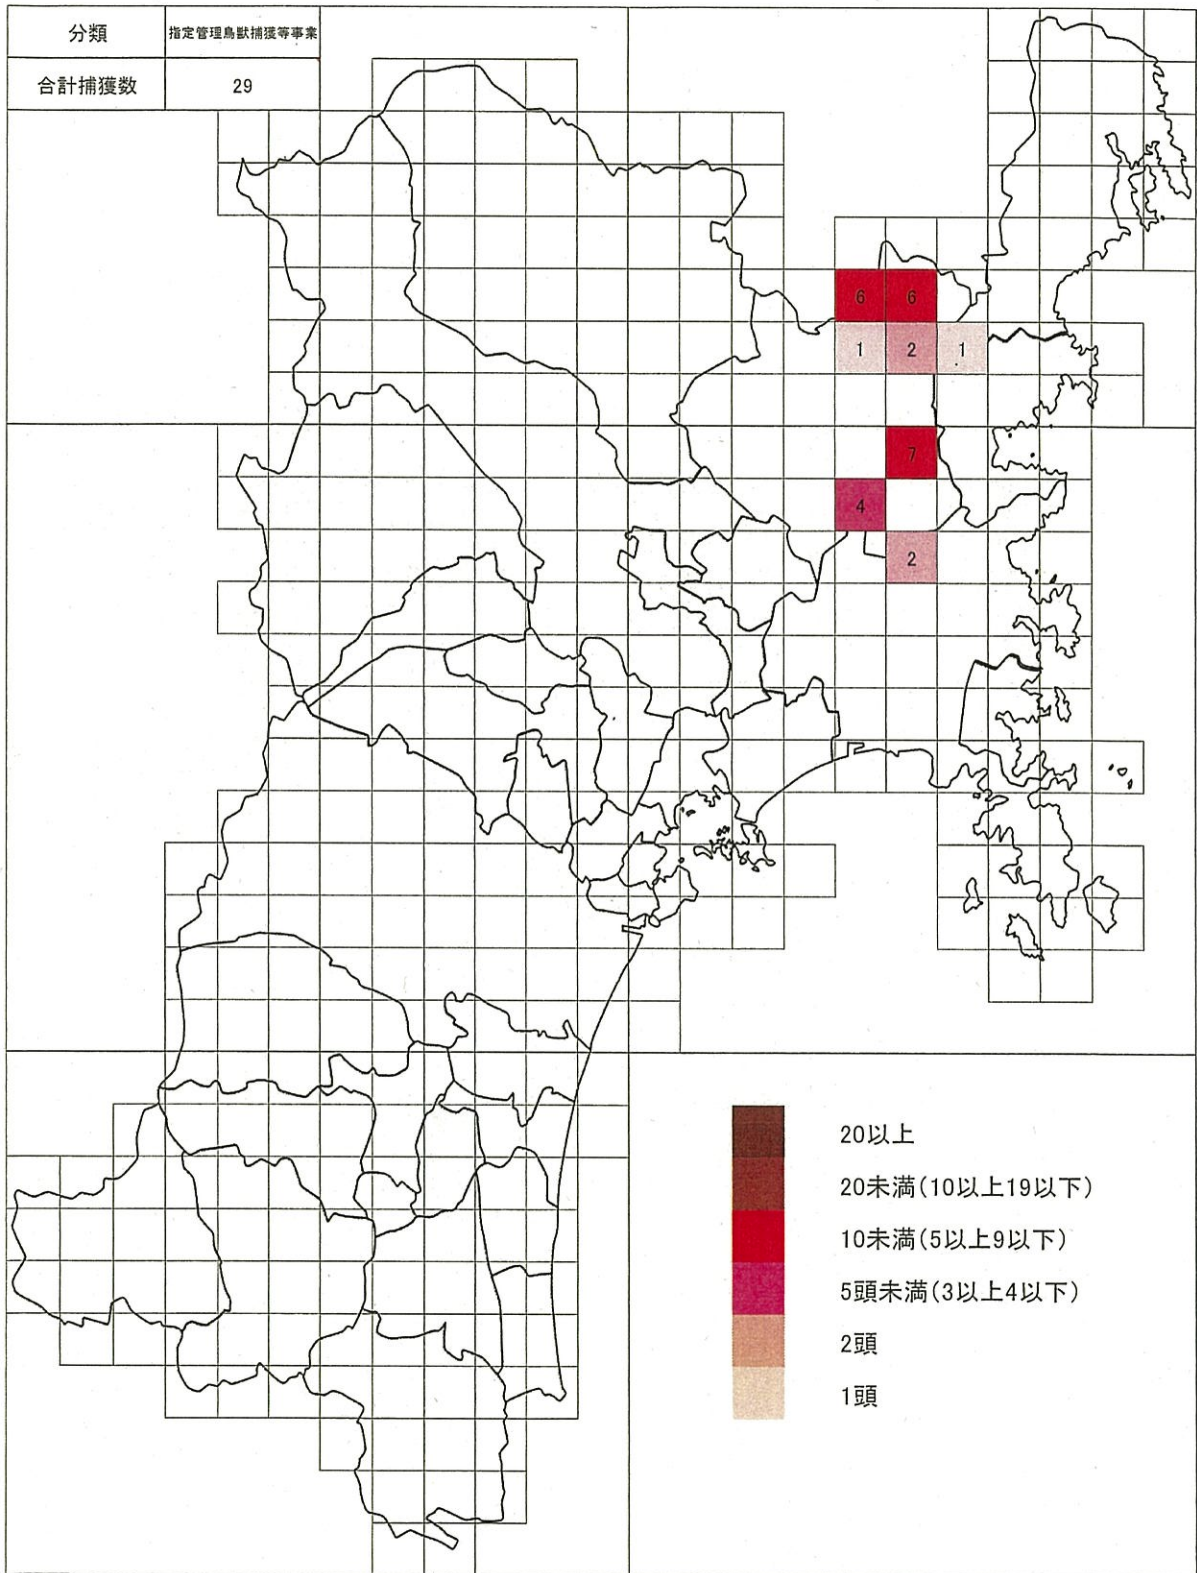 分類 指定管理鳥獣捕獲等事業
合計捕獲数 29
6 6
1 2 1
7
4
2
20以上
20未満(10以上19以下)
10未満(5以上9以下)
5頭未満(3以上4以下)
2頭
1頭